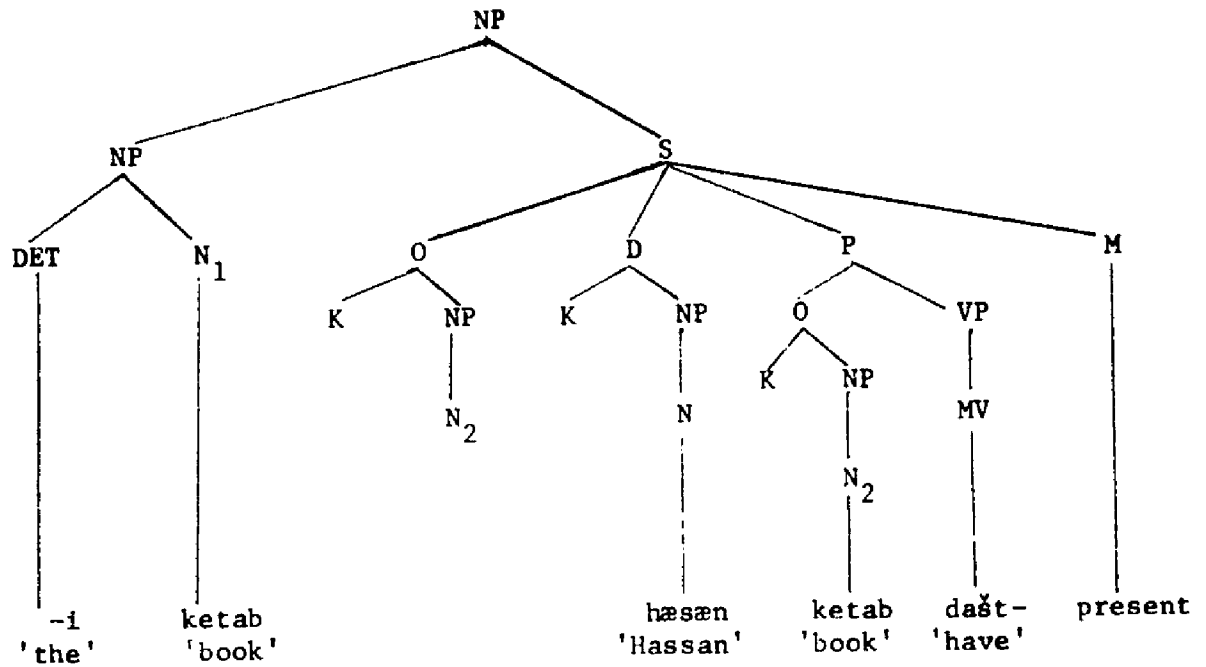 NP
NP S
DET N1 O D P M
K NP K NP O VP
K NP
N2 N MV
N2
-i ketab hæsæn ketab dašt- present
'the' 'book' 'Hassan' 'book' 'have'